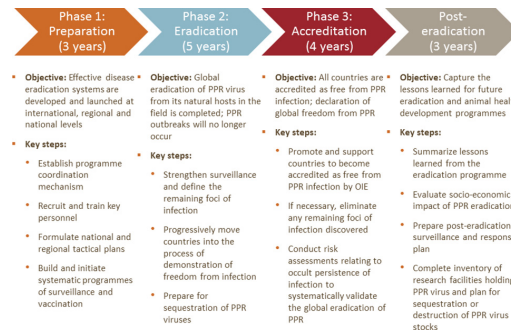 Phase 1:
Preparation
(3 years)
Phase 2:
Eradication
(5 years)
Phase 3:
Accreditation
(4 years)
Post-
eradication
(3 years)
Objective: Effective disease
eradication systems are
developed and launched at
international, regional and
national levels
Key steps:
Establish programme
coordination
mechanism
Recruit and train key
personnel
Formulate national and
regional tactical plans
Build and initiate
systematic programmes
of surveillance and
vaccination
Objective: Global
eradication of PPR virus
from its natural hosts in the
field is completed; PPR
outbreaks will no longer
occur
Key steps:
Strengthen surveillance
and define the
remaining foci of
infection
Progressively move
countries into the
process of
demonstration of
freedom from infection
Prepare for
sequestration of PPR
viruses
Objective: All countries are
accredited as free from PPR
infection; declaration of
global freedom from PPR
Key steps:
Promote and support
countries to become
accredited as free from
PPR infection by OIE
If necessary, eliminate
any remaining foci of
infection discovered
Conduct risk
assessments relating to
occult persistence of
infection to
systematically validate
the global eradication of
PPR
Objective: Capture the
lessons learned for future
eradication and animal heal
development programmes
Key steps:
Summarize lessons
learned from the
eradication programme
Evaluate socio-economic
impact of PPR eradication
Prepare post-eradication
surveillance and respons
plan
Complete inventory of
research facilities holding
PPR virus and plan for
sequestration or
destruction of PPR virus
stocks